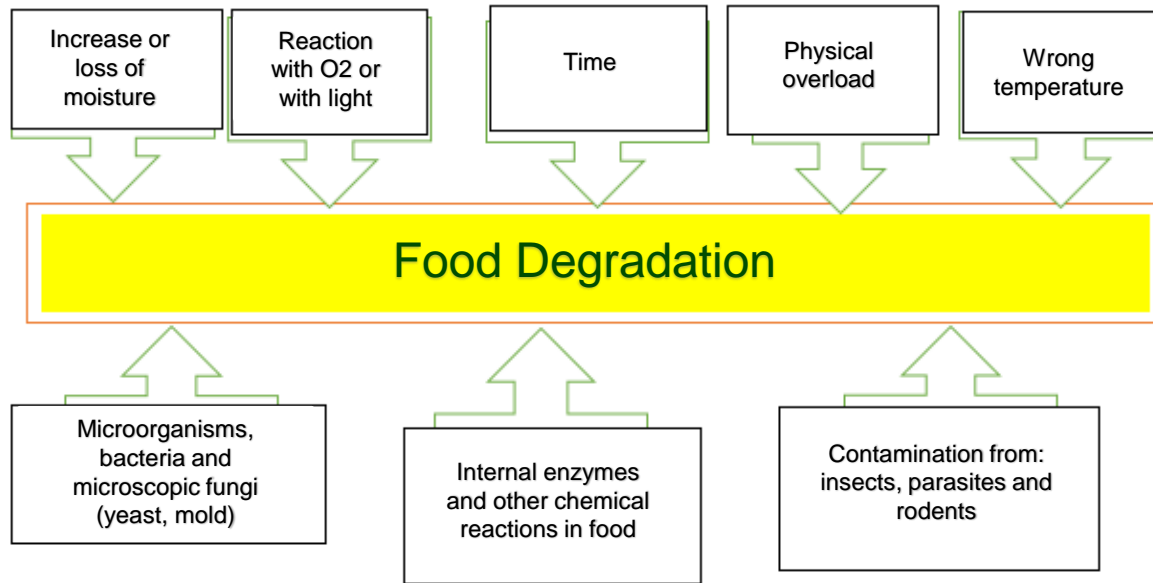 Increase or
loss of
moisture
Reaction
with O2 or
with light
Time
Physical
overload
Wrong
temperature
Food Degradation
Microorganisms,
bacteria and
microscopic fungi
(yeast, mold)
Internal enzymes
and other chemical
reactions in food
Contamination from:
insects, parasites and
rodents